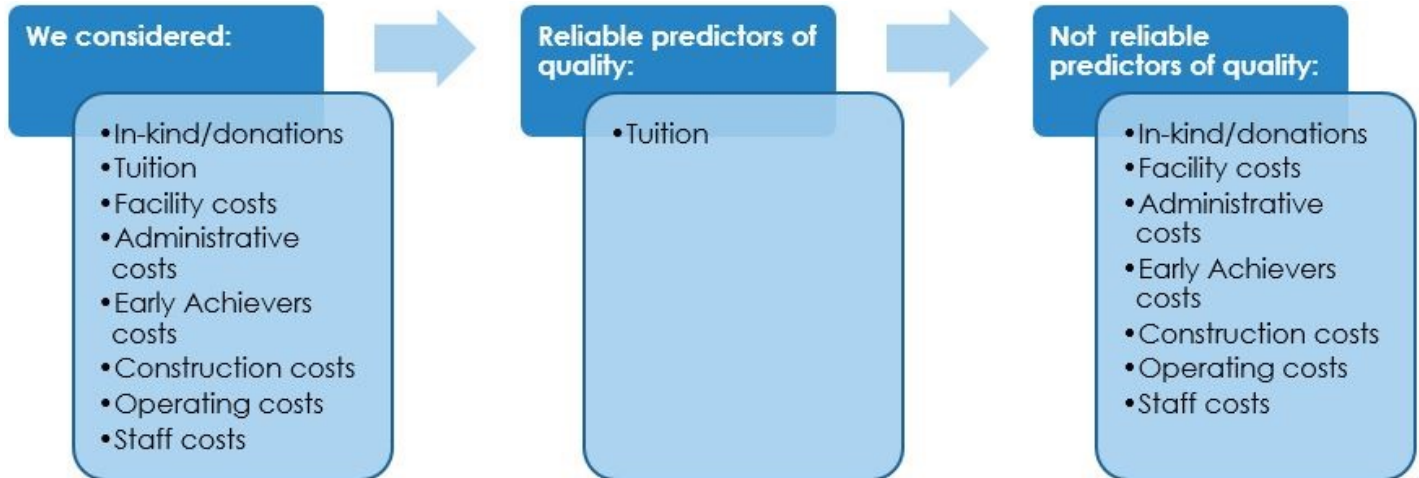 We considered:
•In-kind/donations
•Tuition
•Facility costs
•Administrative
costs
•Early Achievers
costs
•Construction costs
•Operating costs
•Staff costs
Reliable predictors of
quality:
•Tuition
Not reliable
predictors of quality:
•In-kind/donations
•Facility costs
•Administrative
costs
•Early Achievers
costs
•Construction costs
•Operating costs
•Staff costs